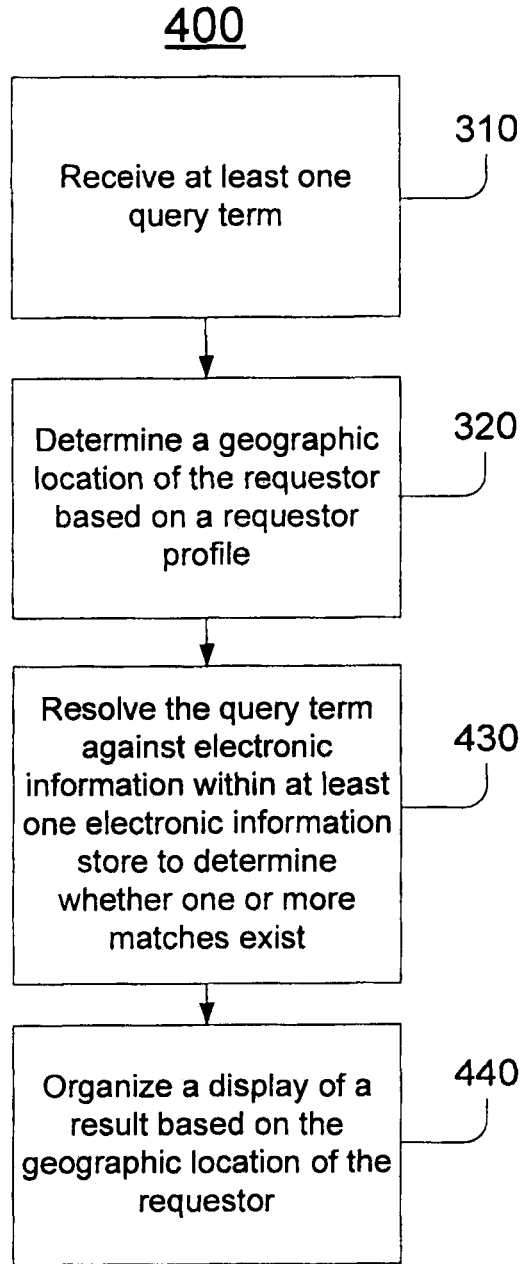 400
Receive at least one
query term
310
Determine a geographic
location of the requestor
based on a requestor
profile
320
Resolve the query term
against electronic
information within at least
one electronic information
store to determine
whether one or more
matches exist
430
Organize a display of a
result based on the
geographic location of the
requestor
440